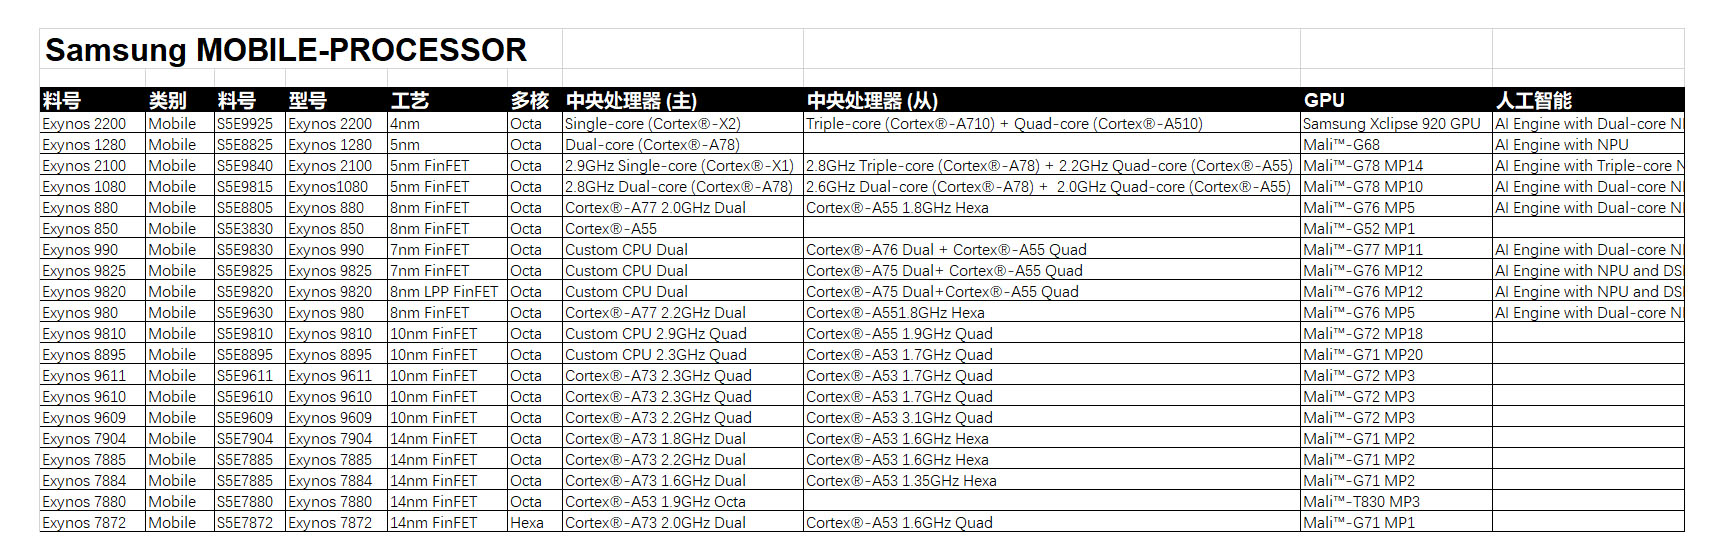 Samsung MOBILE-PROCESSOR
料号 类别 料号 型号 工艺 多核 中央处理器 (主) 中央处理器 (从) GPU 人工智能
Exynos 2200 Mobile S5E9925 Exynos 2200 4nm Octa Single-core (Cortex®-X2) Triple-core (Cortex®-A710) + Quad-core (Cortex®-A510) Samsung Xclipse 920 GPU AI Engine with Dual-core
Exynos 1280 Mobile S5E8825 Exynos 1280 5nm Octa Dual-core (Cortex®-A78) Mali™-G68 AI Engine with NPU
Exynos 2100 Mobile S5E9840 Exynos 2100 5nm FinFET Octa 2.9GHz Single-core (Cortex®-X1) 2.8GHz Triple-core (Cortex®-A78) + 2.2GHz Quad-core (Cortex®-A55) Mali™-G78 MP14 AI Engine with Triple-core
Exynos 1080 Mobile S5E9815 Exynos1080 5nm FinFET Octa 2.8GHz Dual-core (Cortex®-A78) 2.6GHz Dual-core (Cortex®-A78) + 2.0GHz Quad-core (Cortex®-A55) Mali™-G78 MP10 AI Engine with Dual-core
Exynos 880 Mobile S5E8805 Exynos 880 8nm FinFET Octa Cortex®-A77 2.0GHz Dual Cortex®-A55 1.8GHz Hexa Mali™-G76 MP5 AI Engine with Dual-core
Exynos 850 Mobile S5E3830 Exynos 850 8nm FinFET Octa Cortex®-A55 Mali™-G52 MP1
Exynos 990 Mobile S5E9830 Exynos 990 7nm FinFET Octa Custom CPU Dual Cortex®-A76 Dual + Cortex®-A55 Quad Mali™-G77 MP11 AI Engine with Dual-core
Exynos 9825 Mobile S5E9825 Exynos 9825 7nm FinFET Octa Custom CPU Dual Cortex®-A75 Dual+ Cortex®-A55 Quad Mali™-G76 MP12 AI Engine with NPU and
Exynos 9820 Mobile S5E9820 Exynos 9820 8nm LPP FinFET Octa Custom CPU Dual Cortex®-A75 Dual+Cortex®-A55 Quad Mali™-G76 MP12 AI Engine with NPU and
Exynos 980 Mobile S5E9630 Exynos 980 8nm FinFET Octa Cortex®-A77 2.2GHz Dual Cortex®-A551.8GHz Hexa Mali™-G76 MP5 AI Engine with Dual-core
Exynos 9810 Mobile S5E9810 Exynos 9810 10nm FinFET Octa Custom CPU 2.9GHz Quad Cortex®-A55 1.9GHz Quad Mali™-G72 MP18
Exynos 8895 Mobile S5E8895 Exynos 8895 10nm FinFET Octa Custom CPU 2.3GHz Quad Cortex®-A53 1.7GHz Quad Mali™-G71 MP20
Exynos 9611 Mobile S5E9611 Exynos 9611 10nm FinFET Octa Cortex®-A73 2.3GHz Quad Cortex®-A53 1.7GHz Quad Mali™-G72 MP3
Exynos 9610 Mobile S5E9610 Exynos 9610 10nm FinFET Octa Cortex®-A73 2.3GHz Quad Cortex®-A53 1.7GHz Quad Mali™-G72 MP3
Exynos 9609 Mobile S5E9609 Exynos 9609 10nm FinFET Octa Cortex®-A73 2.2GHz Quad Cortex®-A53 3.1GHz Quad Mali™-G72 MP3
Exynos 7904 Mobile S5E7904 Exynos 7904 14nm FinFET Octa Cortex®-A73 1.8GHz Dual Cortex®-A53 1.6GHz Hexa Mali™-G71 MP2
Exynos 7885 Mobile S5E7885 Exynos 7885 14nm FinFET Octa Cortex®-A73 2.2GHz Dual Cortex®-A53 1.6GHz Hexa Mali™-G71 MP2
Exynos 7884 Mobile S5E7885 Exynos 7884 14nm FinFET Octa Cortex®-A73 1.6GHz Dual Cortex®-A53 1.35GHz Hexa Mali™-G71 MP2
Exynos 7880 Mobile S5E7880 Exynos 7880 14nm FinFET Octa Cortex®-A53 1.9GHz Octa Mali™-T830 MP3
Exynos 7872 Mobile S5E7872 Exynos 7872 14nm FinFET Hexa Cortex®-A73 2.0GHz Dual Cortex®-A53 1.6GHz Quad Mali™-G71 MP1